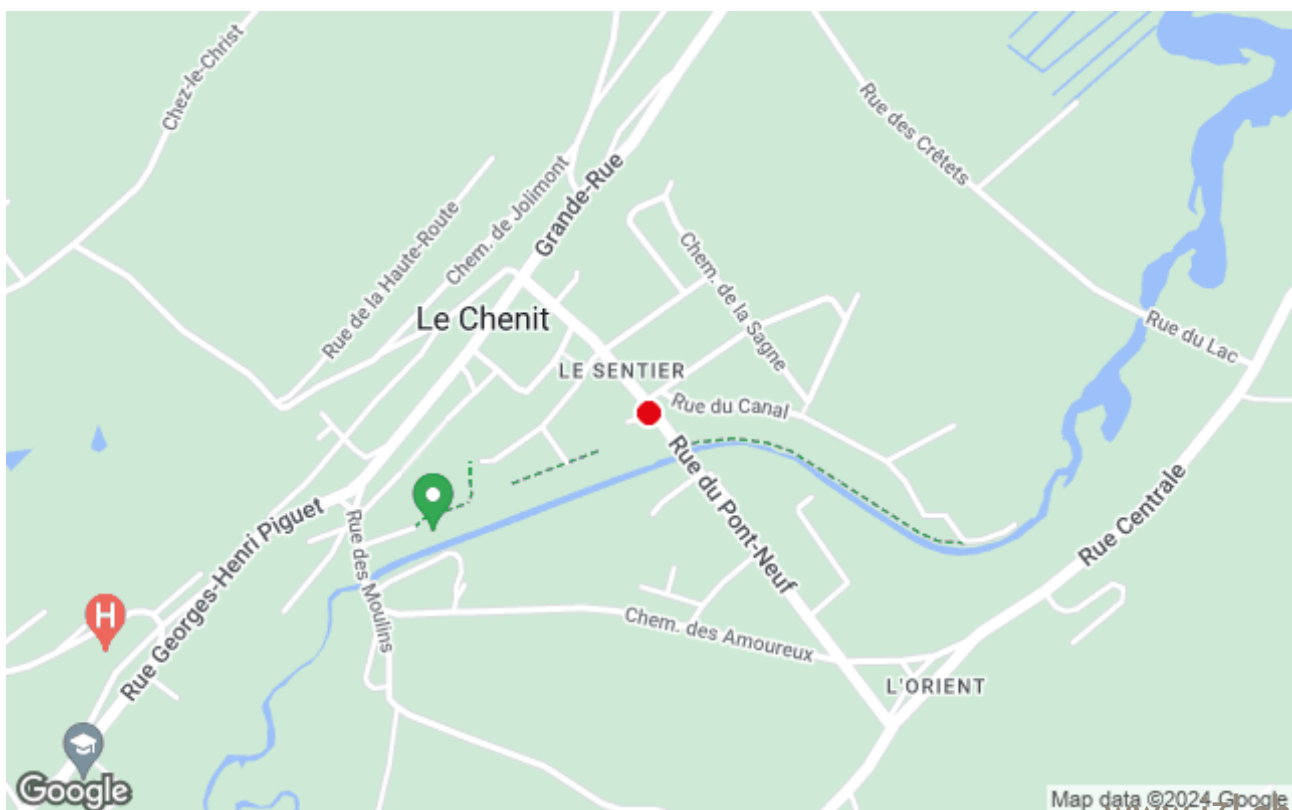 Chez-le-Christ
Rue des Crêtets
Rue de la Haute-Route
Chem. de Jolimont
Grande-Rue
Chem. de la Sagne
Le Chenit
Rue du Lac
LE SENTIER
Rue du Canal
Rue du Pont-Neuf
Rue Centrale
Rue Georges-Henri Piguet
Rue des Moulins
H
Chem. des Amoureux
L'ORIENT
Google
Map data ©2024 Google